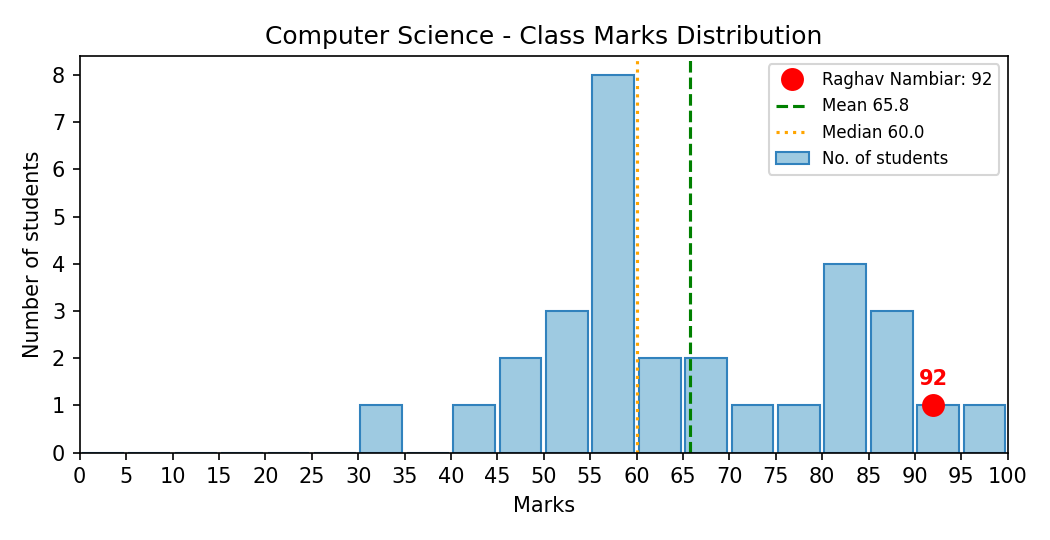 Computer Science - Class Marks Distribution
Number of students
8
7
6
5
4
3
2
1
0
Raghav Nambiar: 92
Mean 65.8
Median 60.0
No. of students
92
0 5 10 15 20 25 30 35 40 45 50 55 60 65 70 75 80 85 90 95 100
Marks